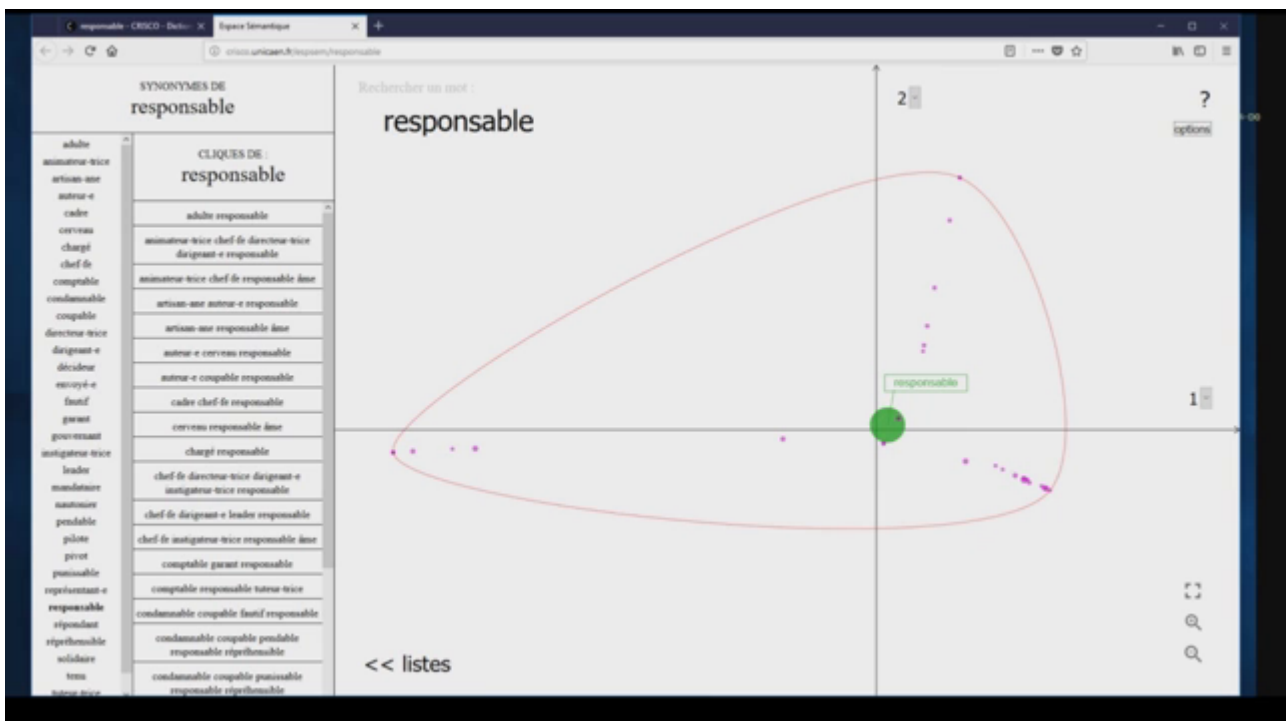 responsable - CRISCO - Dictio
Espace Sémantique
crisco.unicaen.fr/espsem/responsable
SYNONYMES DE
responsable
adulte
animateur·trice
artisan·ane
auteur·e
cadre
cerveau
chargé
chef·fe
comptable
condamnable
coupable
directeur·trice
dirigeant·e
décideur
envoyé·e
fautif
garant
gouvernant
instigateur·trice
leader
mandataire
nautonier
pendable
pilote
pivot
punissable
représentant·e
responsable
répondant
répréhensible
solidaire
tenu
tuteur·trice
CLIQUES DE :
responsable
adulte responsable
animateur·trice chef·fe directeur·trice
dirigeant·e responsable
animateur·trice chef·fe responsable âme
artisan·ane auteur·e responsable
artisan·ane responsable âme
auteur·e cerveau responsable
auteur·e coupable responsable
cadre chef·fe responsable
cerveau responsable âme
chargé responsable
chef·fe directeur·trice dirigeant·e
instigateur·trice responsable
chef·fe dirigeant·e leader responsable
chef·fe instigateur·trice responsable âme
comptable garant responsable
comptable responsable tuteur·trice
condamnable coupable fautif responsable
condamnable coupable pendable
responsable répréhensible
condamnable coupable punissable
responsable répréhensible
Rechercher un mot :
responsable
2
?
options
responsable
1
<< listes